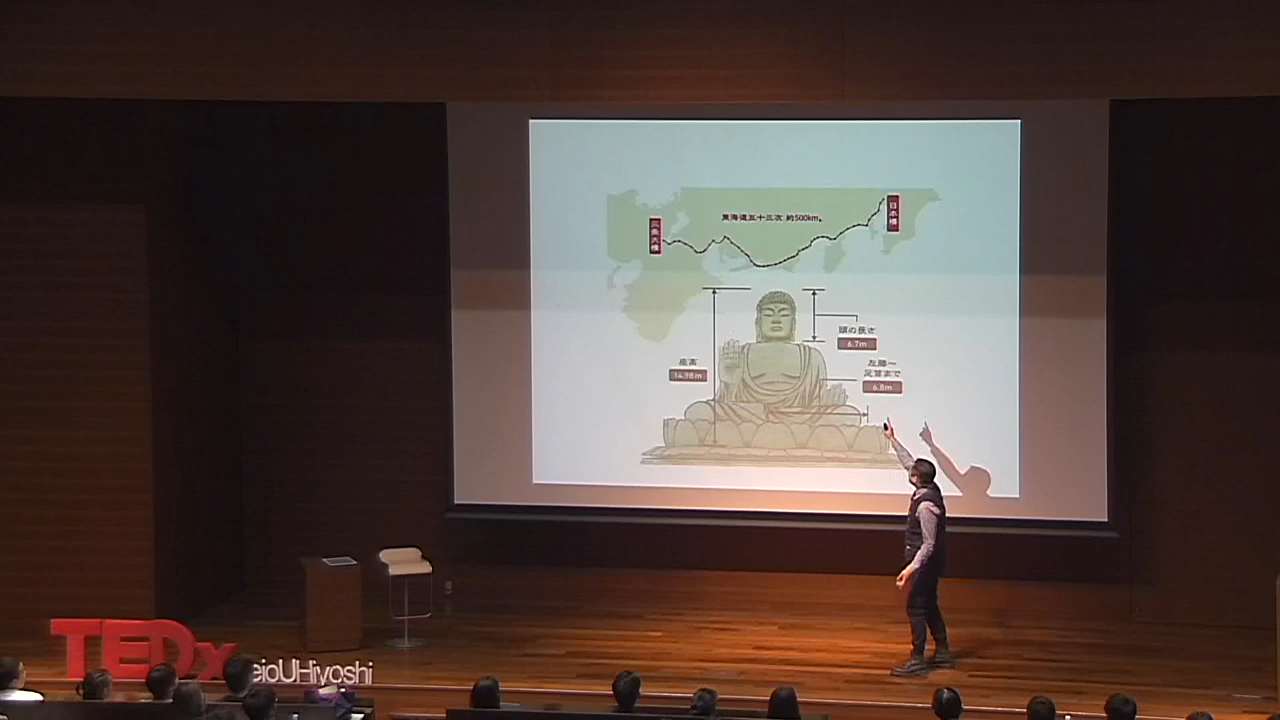 東海道五十三次 約500km。
三条大橋
日本橋
頭の長さ
6.7m
座高
14.98m
左膝〜
足首まで
6.8m
TEDx
eioUHiyoshi